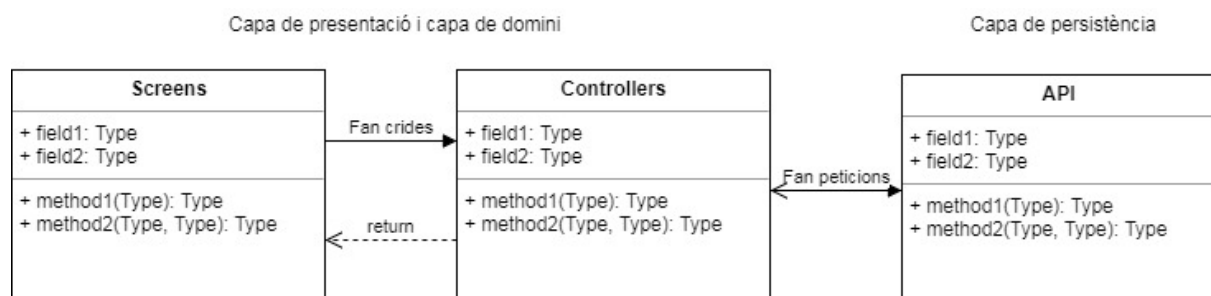 Capa de presentació i capa de domini
Capa de persistència
Screens
+ field1: Type
+ field2: Type
+ method1(Type): Type
+ method2(Type, Type): Type
Fan crides
return
Controllers
+ field1: Type
+ field2: Type
+ method1(Type): Type
+ method2(Type, Type): Type
Fan peticions
API
+ field1: Type
+ field2: Type
+ method1(Type): Type
+ method2(Type, Type): Type